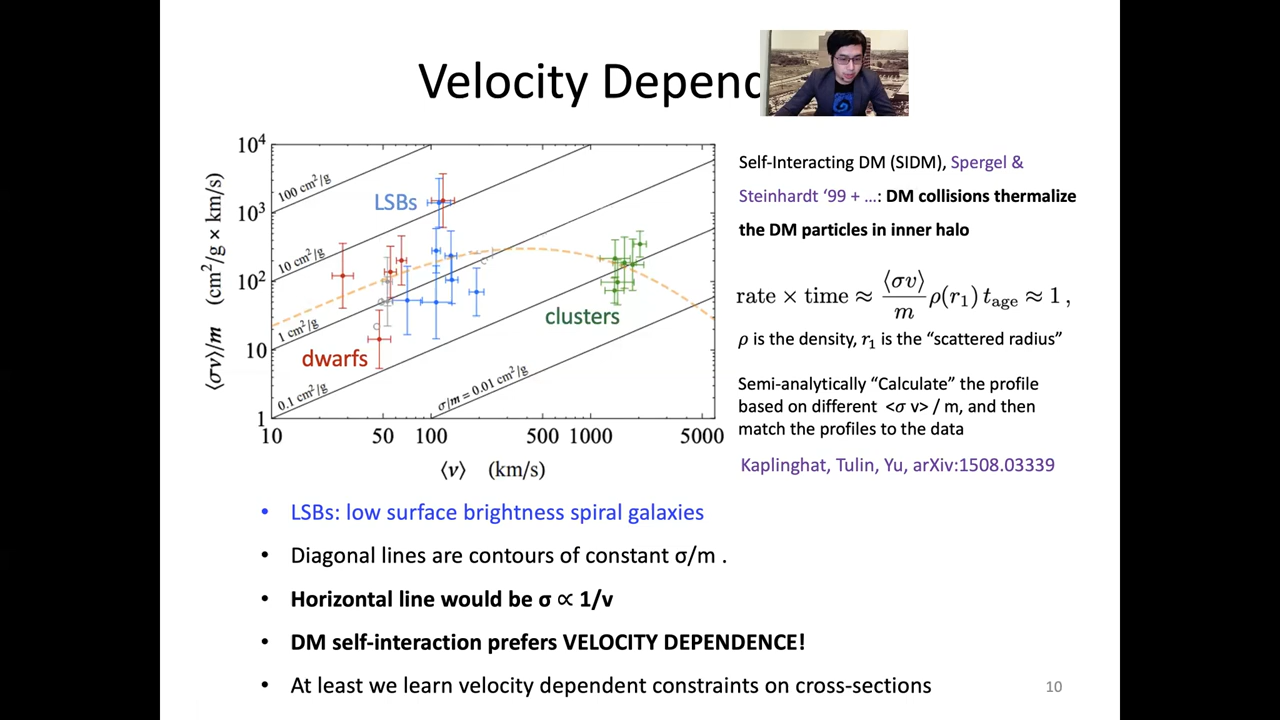 Velocity Depend
10⁴
10³
10²
10
1
10
50
100
500
1000
5000
⟨σv⟩/m (cm²/g × km/s)
⟨v⟩ (km/s)
100 cm²/g
10 cm²/g
1 cm²/g
0.1 cm²/g
σ/m = 0.01 cm²/g
LSBs
dwarfs
clusters
Self-Interacting DM (SIDM), Spergel &
Steinhardt ‘99 + …: DM collisions thermalize
the DM particles in inner halo
rate × time ≈ ⟨σv⟩/m ρ(r₁) t_age ≈ 1 ,
ρ is the density, r₁ is the “scattered radius”
Semi-analytically “Calculate” the profile
based on different <σ v> / m, and then
match the profiles to the data
Kaplinghat, Tulin, Yu, arXiv:1508.03339
• LSBs: low surface brightness spiral galaxies
• Diagonal lines are contours of constant σ/m .
• Horizontal line would be σ ∝ 1/v
• DM self-interaction prefers VELOCITY DEPENDENCE!
• At least we learn velocity dependent constraints on cross-sections
10